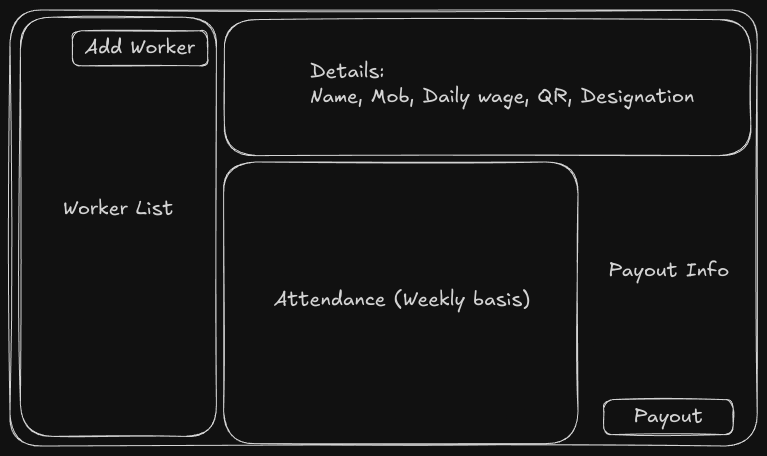 Add Worker
Worker List
Details:
Name, Mob, Daily wage, QR, Designation
Attendance (Weekly basis)
Payout Info
Payout